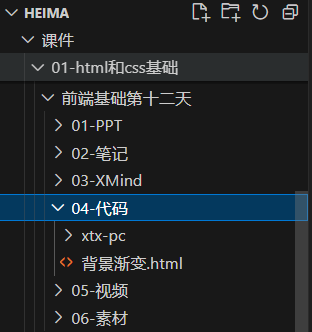 HEIMA
课件
01-html和css基础
前端基础第十二天
01-PPT
02-笔记
03-XMind
04-代码
xtx-pc
背景渐变.html
05-视频
06-素材